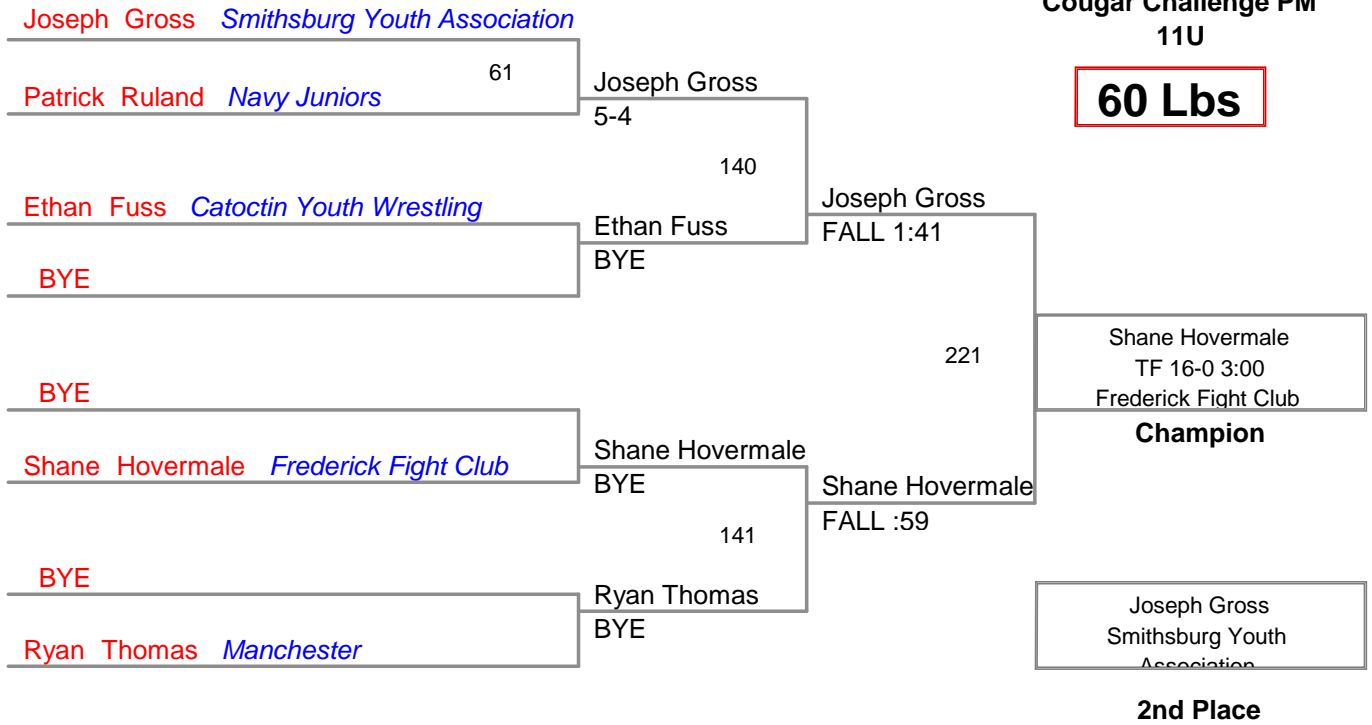 Cougar Challenge PM
11U
60 Lbs
Joseph Gross Smithsburg Youth Association
61
Patrick Ruland Navy Juniors
Joseph Gross
5-4
140
Ethan Fuss Catoctin Youth Wrestling
Ethan Fuss
BYE
BYE
Joseph Gross
FALL 1:41
221
BYE
Shane Hovermale Frederick Fight Club
Shane Hovermale
BYE
141
Shane Hovermale
FALL :59
BYE
Ryan Thomas Manchester
Ryan Thomas
BYE
Shane Hovermale
TF 16-0 3:00
Frederick Fight Club
Champion
Joseph Gross
Smithsburg Youth
Association
2nd Place